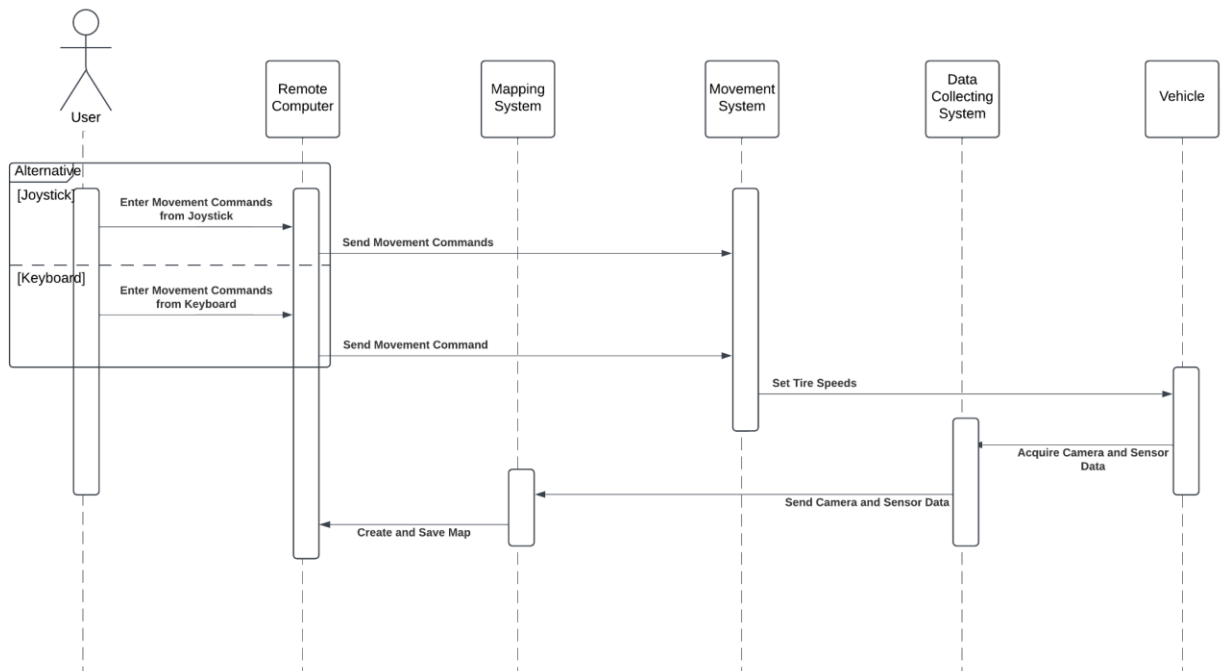 User
Remote
Computer
Mapping
System
Movement
System
Data
Collecting
System
Vehicle
Alternative
[Joystick]
Enter Movement Commands
from Joystick
Send Movement Commands
[Keyboard]
Enter Movement Commands
from Keyboard
Send Movement Command
Set Tire Speeds
Acquire Camera and Sensor
Data
Send Camera and Sensor Data
Create and Save Map